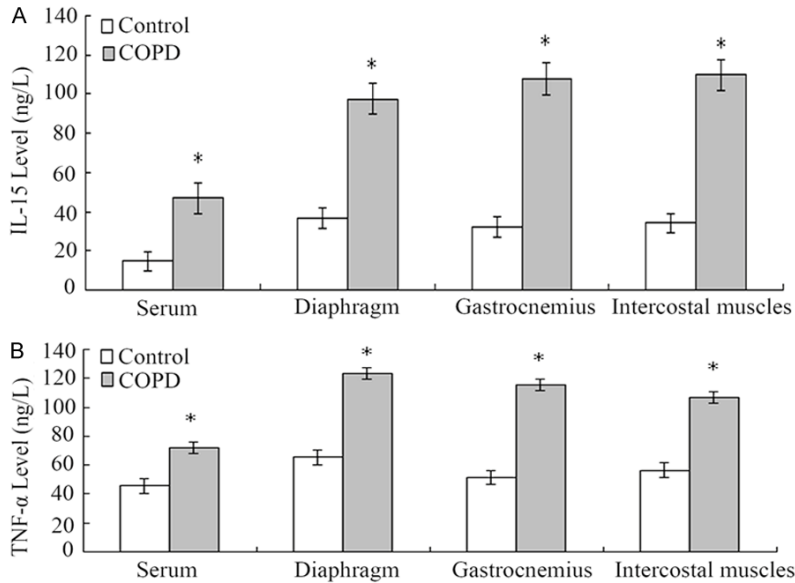 A
140
120
100
80
60
40
20
0
IL-15 Level (ng/L)
Control
COPD
*
*
*
*
Serum Diaphragm Gastrocnemius Intercostal muscles
B
140
120
100
80
60
40
20
0
TNF-α Level (ng/L)
Control
COPD
*
*
*
*
Serum Diaphragm Gastrocnemius Intercostal muscles